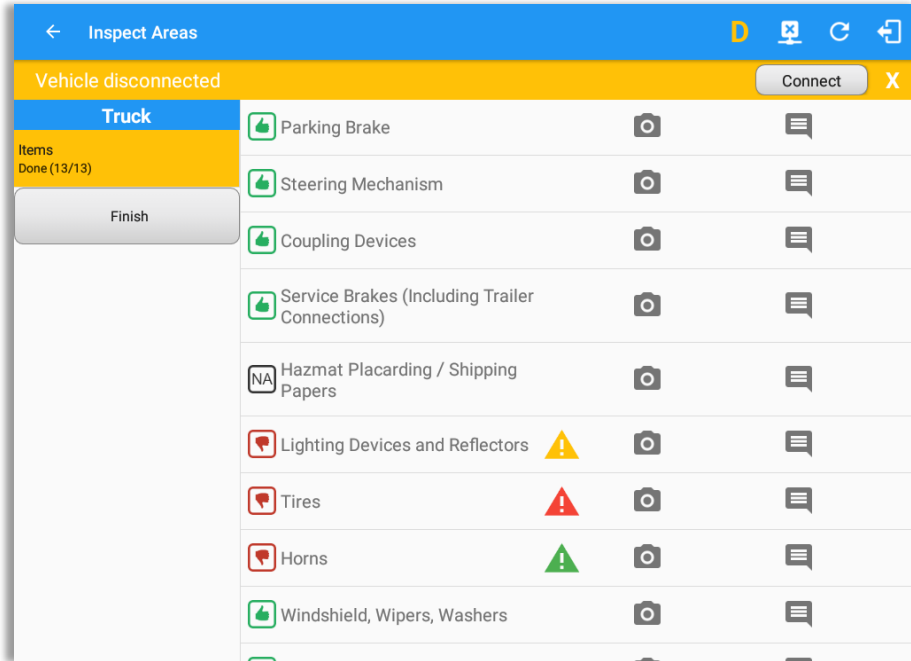 Inspect Areas
D
Vehicle disconnected
Connect
X
Truck
Items
Done (13/13)
Finish
Parking Brake
Steering Mechanism
Coupling Devices
Service Brakes (Including Trailer
Connections)
NA
Hazmat Placarding / Shipping
Papers
Lighting Devices and Reflectors
Tires
Horns
Windshield, Wipers, Washers